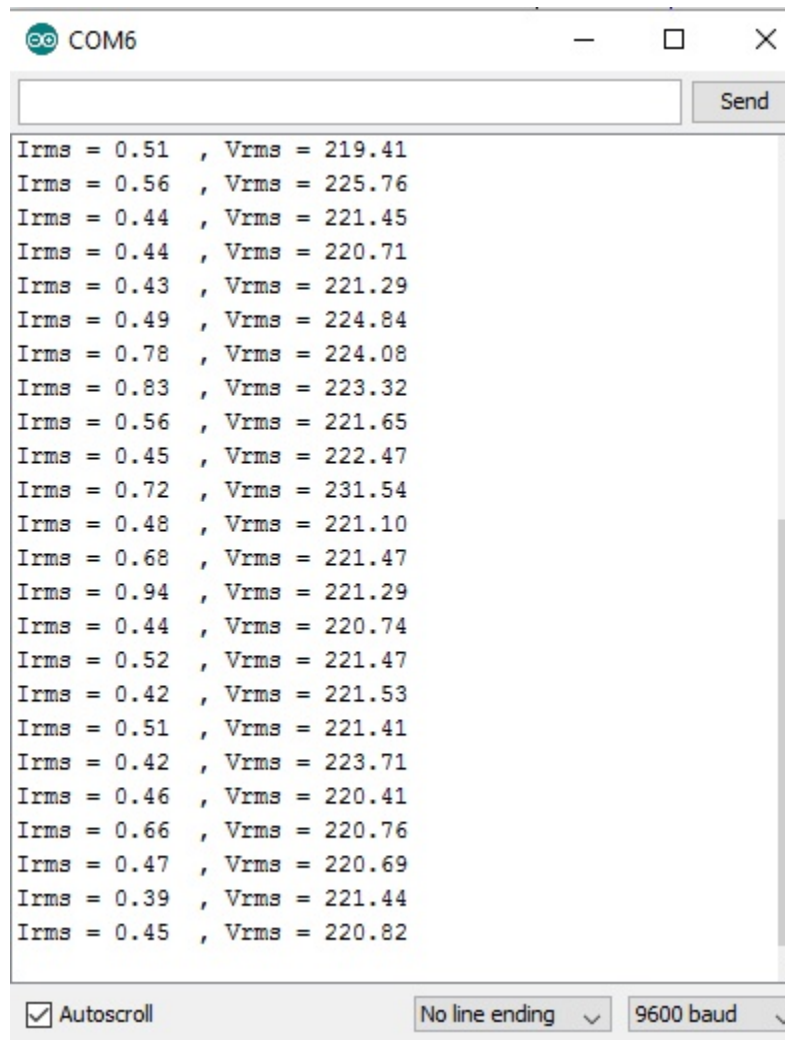 COM6
Send
Irms = 0.51 , Vrms = 219.41
Irms = 0.56 , Vrms = 225.76
Irms = 0.44 , Vrms = 221.45
Irms = 0.44 , Vrms = 220.71
Irms = 0.43 , Vrms = 221.29
Irms = 0.49 , Vrms = 224.84
Irms = 0.78 , Vrms = 224.08
Irms = 0.83 , Vrms = 223.32
Irms = 0.56 , Vrms = 221.65
Irms = 0.45 , Vrms = 222.47
Irms = 0.72 , Vrms = 231.54
Irms = 0.48 , Vrms = 221.10
Irms = 0.68 , Vrms = 221.47
Irms = 0.94 , Vrms = 221.29
Irms = 0.44 , Vrms = 220.74
Irms = 0.52 , Vrms = 221.47
Irms = 0.42 , Vrms = 221.53
Irms = 0.51 , Vrms = 221.41
Irms = 0.42 , Vrms = 223.71
Irms = 0.46 , Vrms = 220.41
Irms = 0.66 , Vrms = 220.76
Irms = 0.47 , Vrms = 220.69
Irms = 0.39 , Vrms = 221.44
Irms = 0.45 , Vrms = 220.82
Autoscroll No line ending 9600 baud